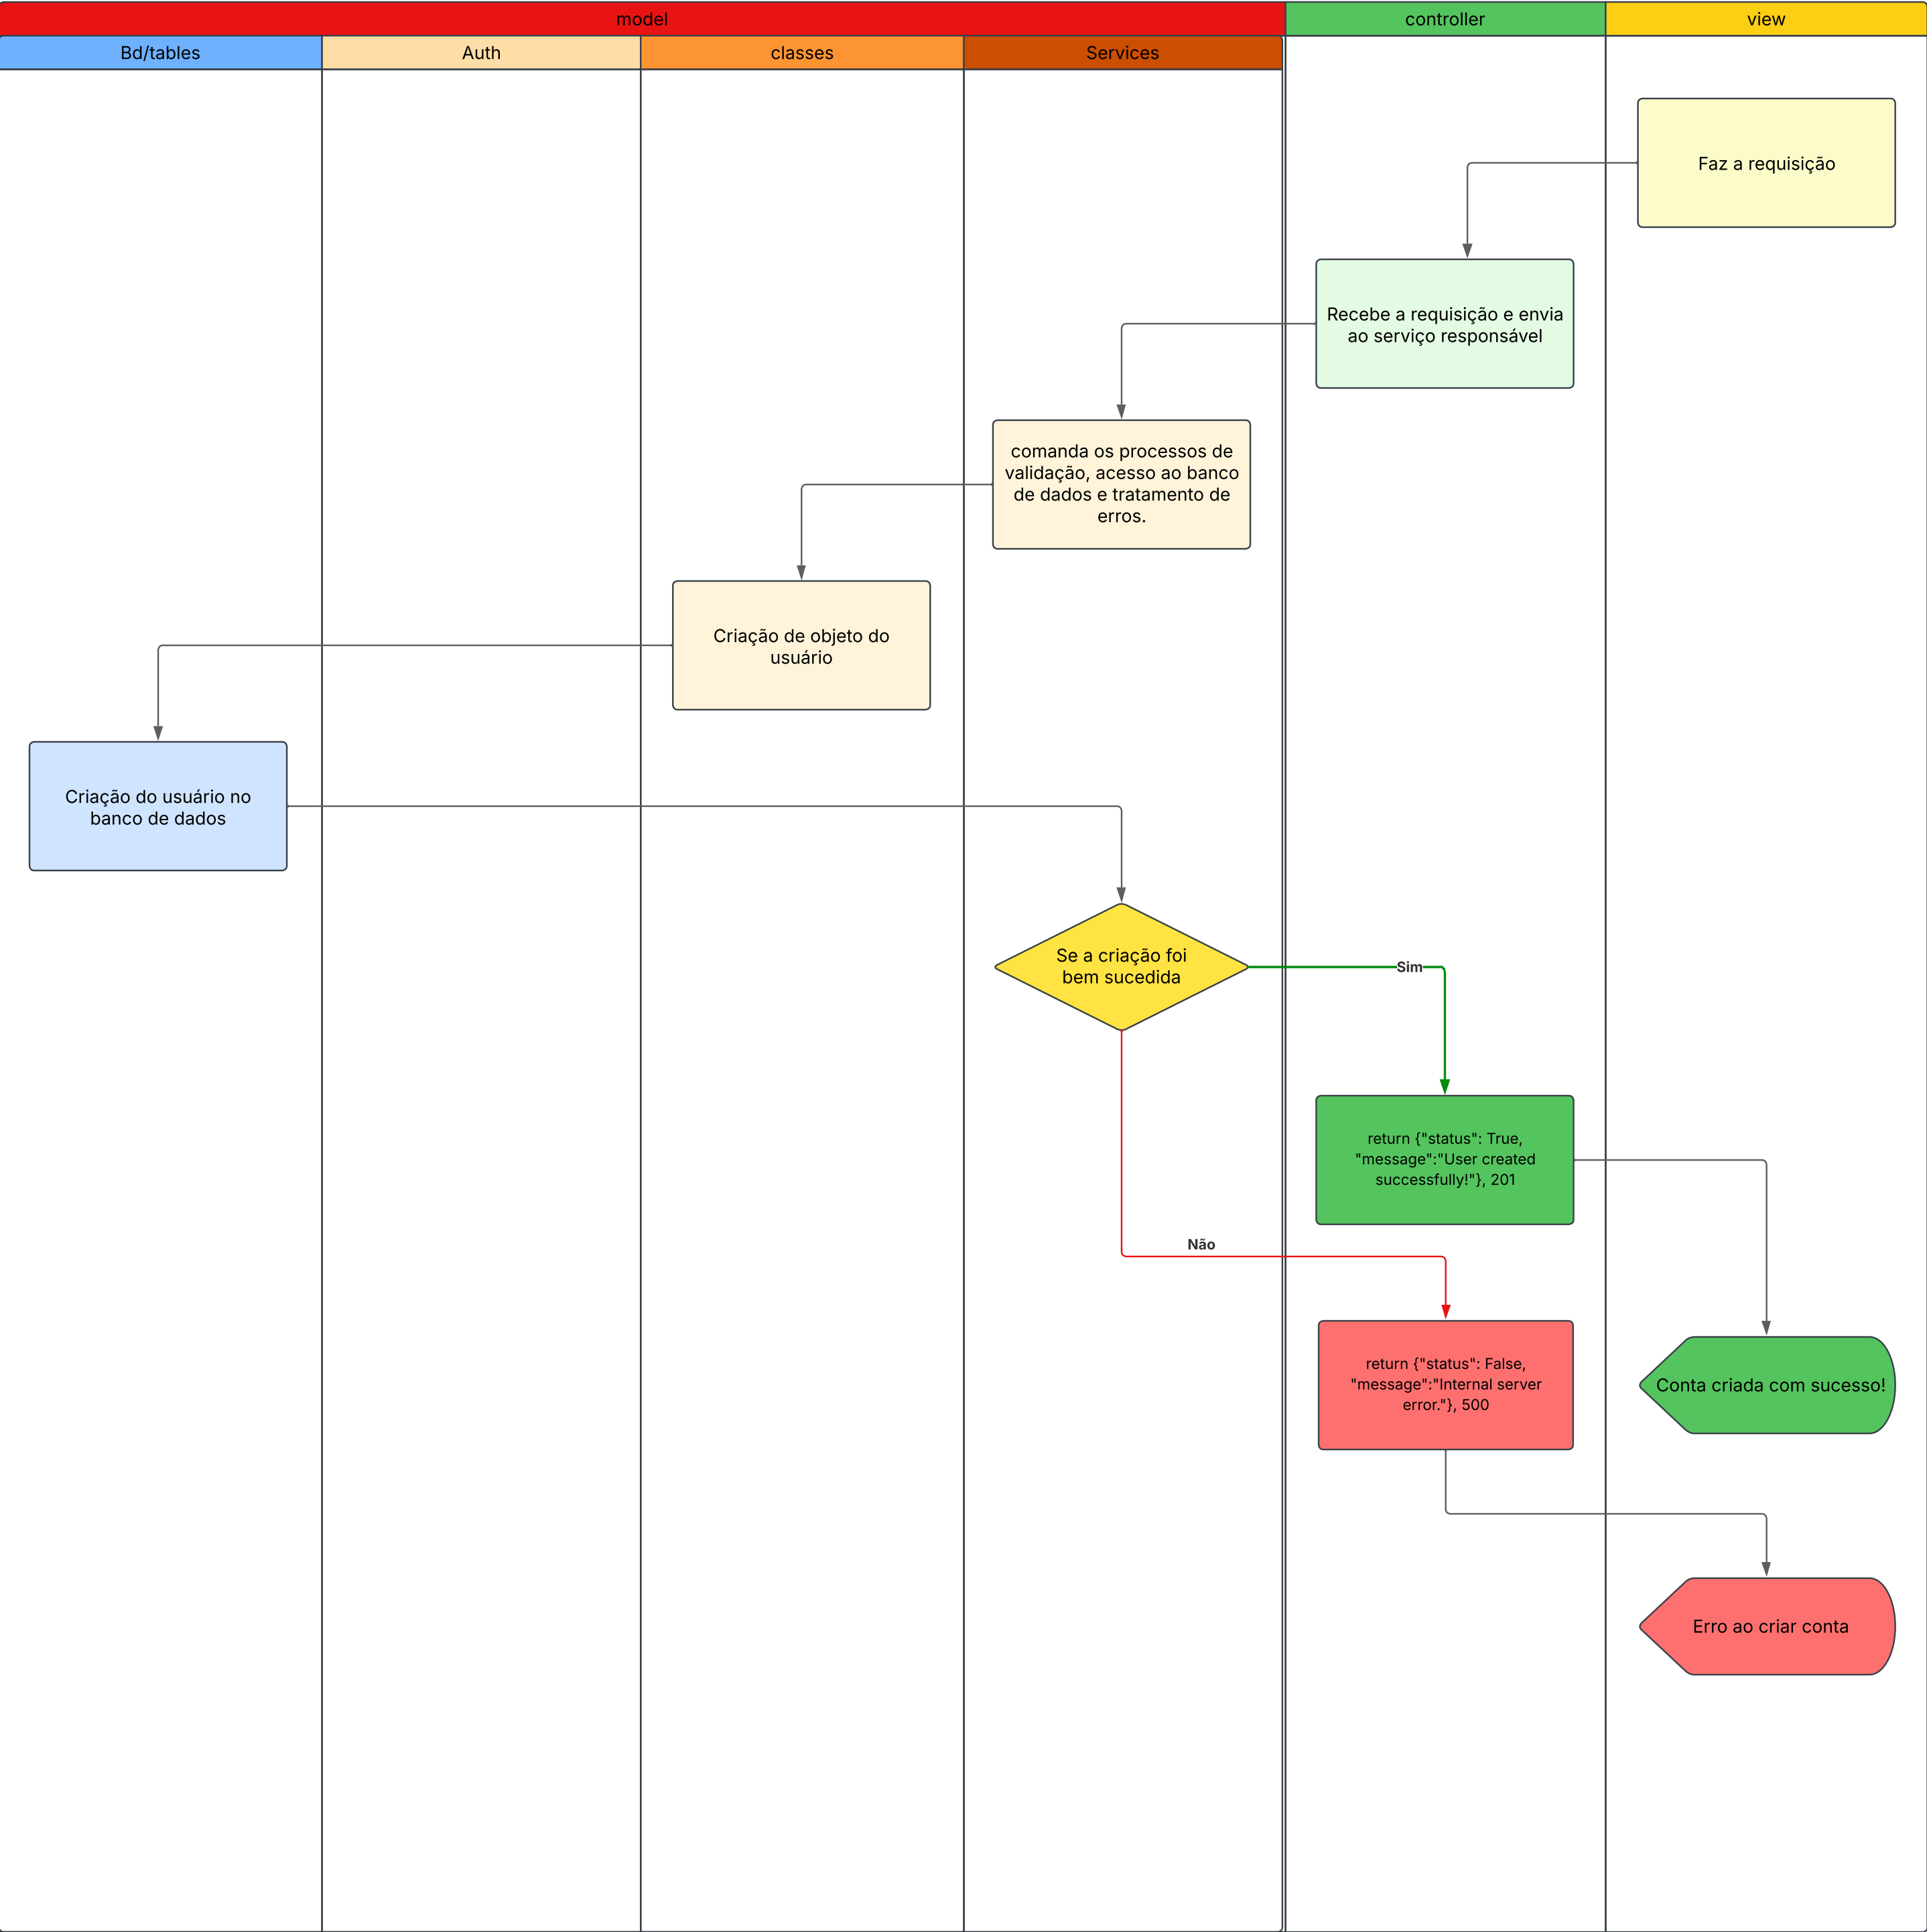 model
controller
view
Bd/tables
Auth
classes
Services
Faz a requisição
Recebe a requisição e envia
ao serviço responsável
comanda os processos de
validação, acesso ao banco
de dados e tratamento de
erros.
Criação de objeto do
usuário
Criação do usuário no
banco de dados
Se a criação foi
bem sucedida
Sim
return {"status": True,
"message":"User created
successfully!"}, 201
Não
return {"status": False,
"message":"Internal server
error."}, 500
Conta criada com sucesso!
Erro ao criar conta